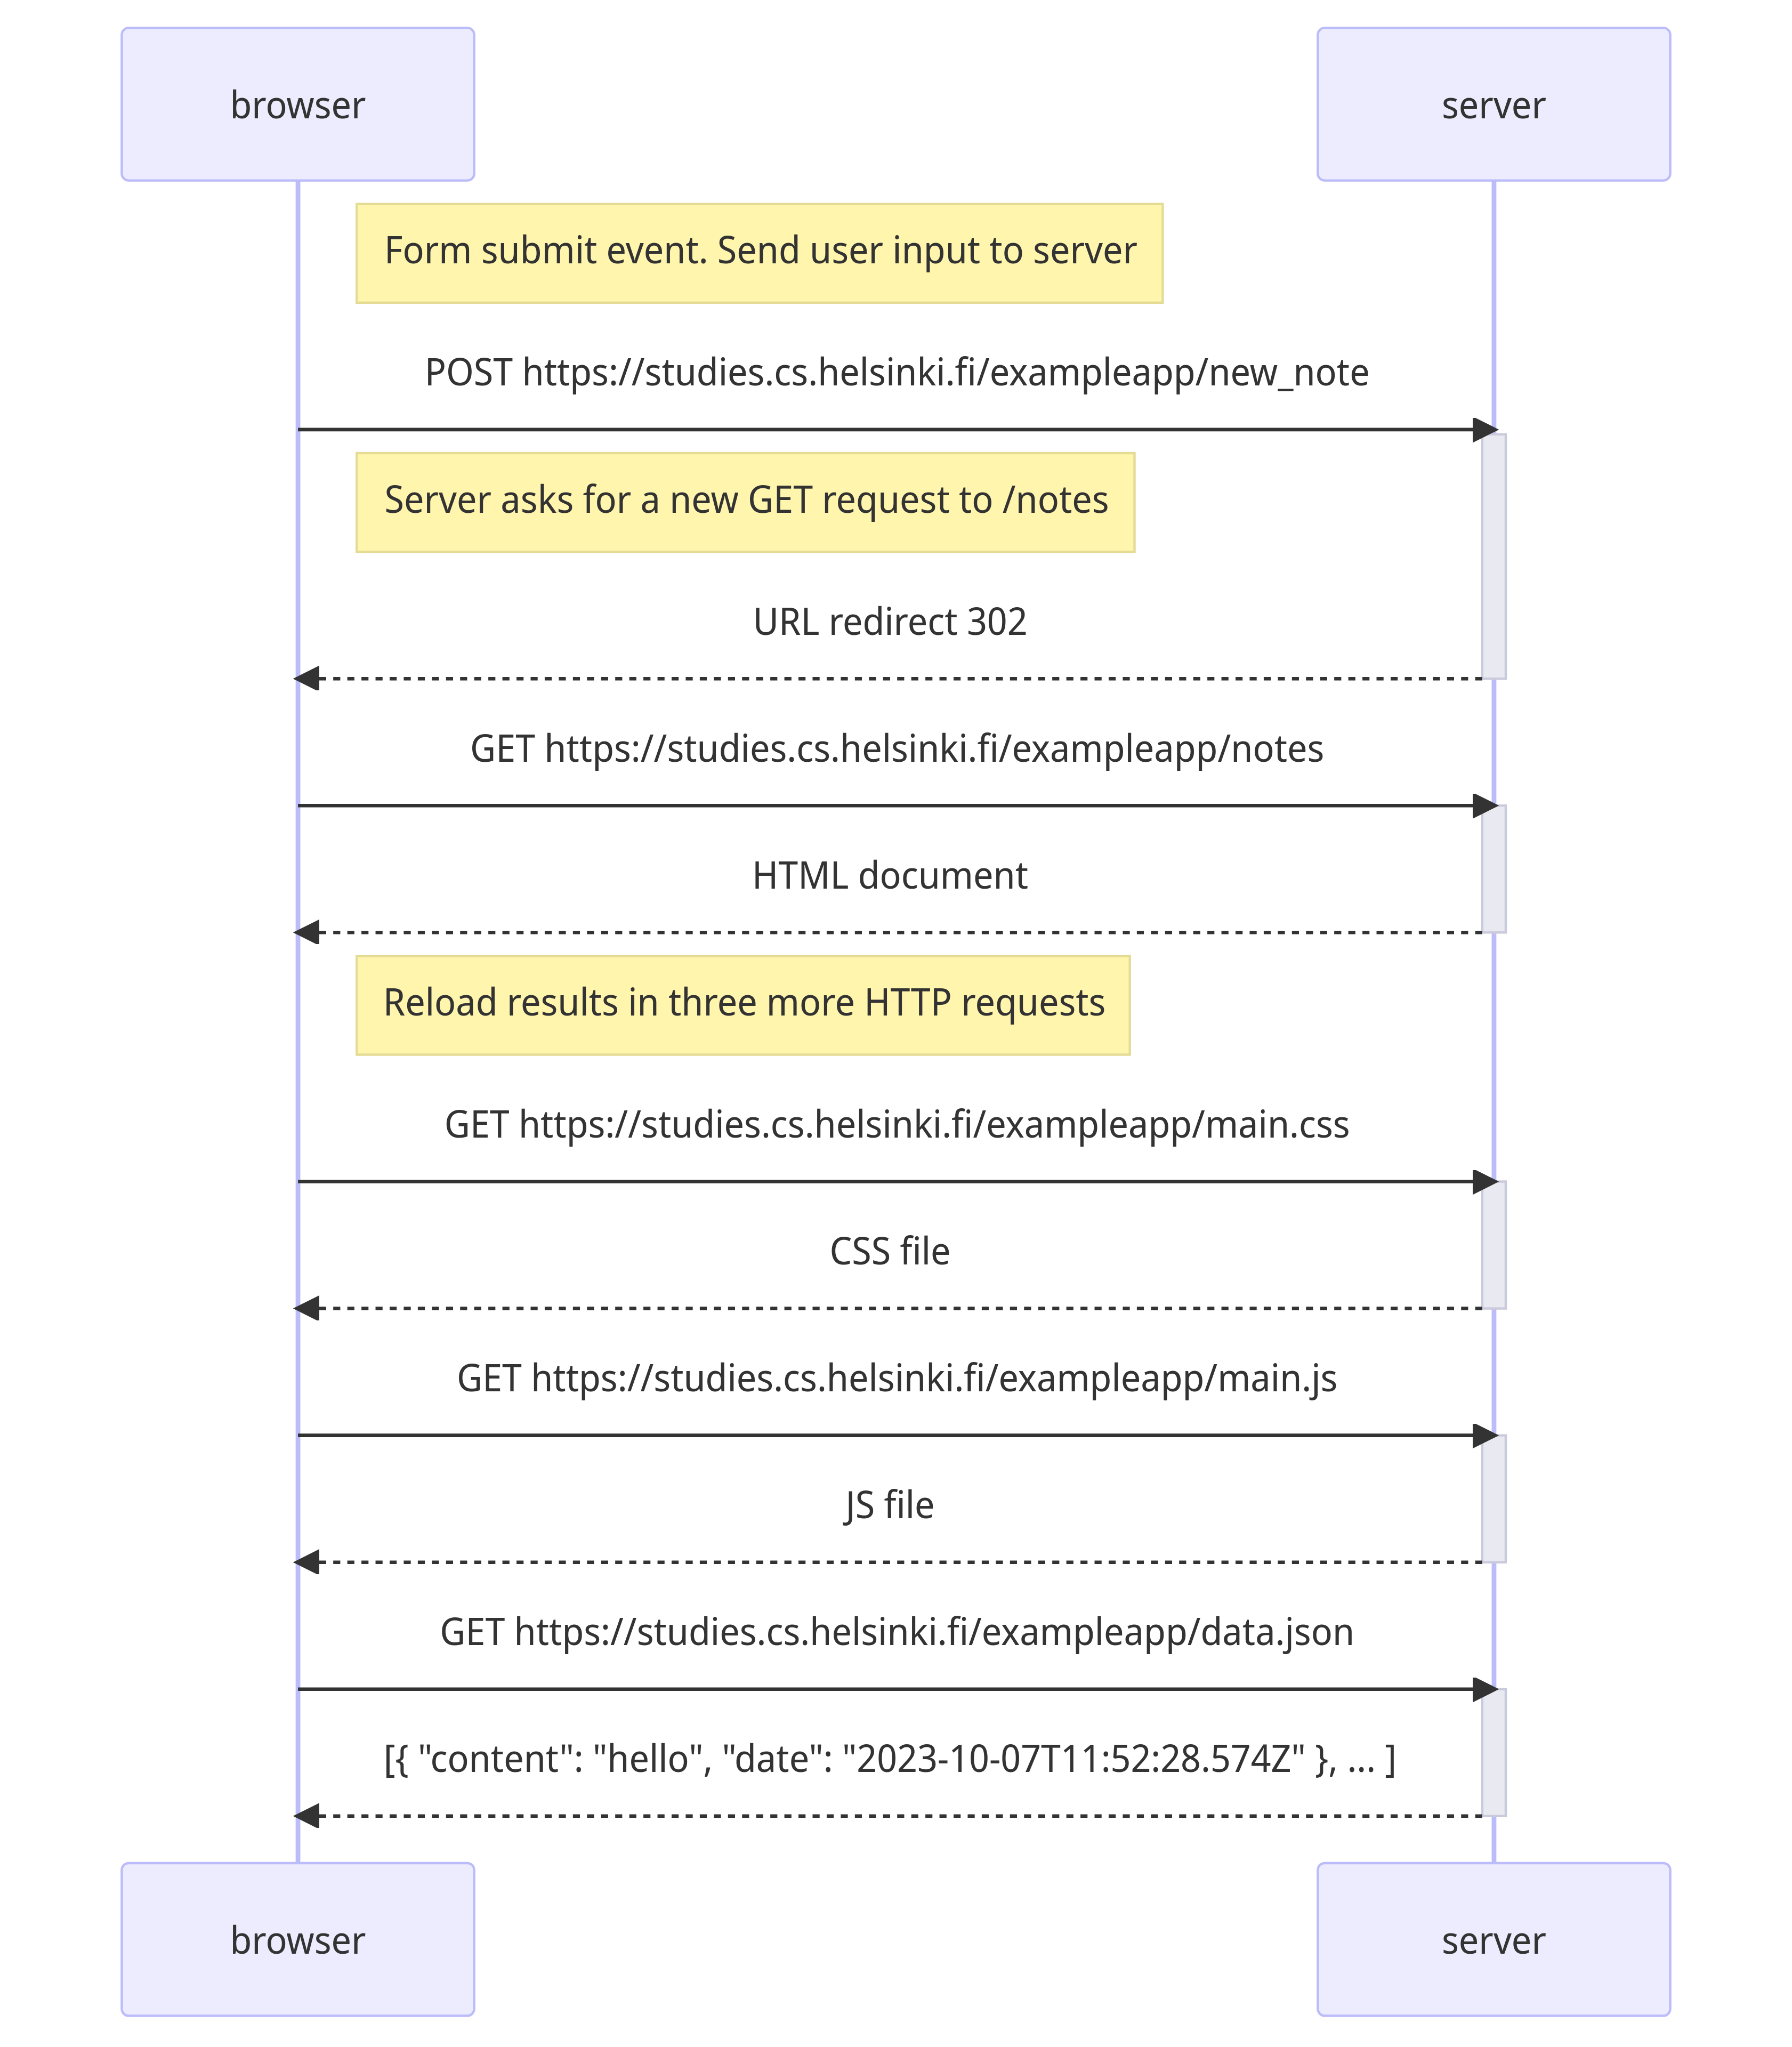 browser
server
Form submit event. Send user input to server
POST https://studies.cs.helsinki.fi/exampleapp/new_note
Server asks for a new GET request to /notes
URL redirect 302
GET https://studies.cs.helsinki.fi/exampleapp/notes
HTML document
Reload results in three more HTTP requests
GET https://studies.cs.helsinki.fi/exampleapp/main.css
CSS file
GET https://studies.cs.helsinki.fi/exampleapp/main.js
JS file
GET https://studies.cs.helsinki.fi/exampleapp/data.json
[{ "content": "hello", "date": "2023-10-07T11:52:28.574Z" }, ... ]
browser
server